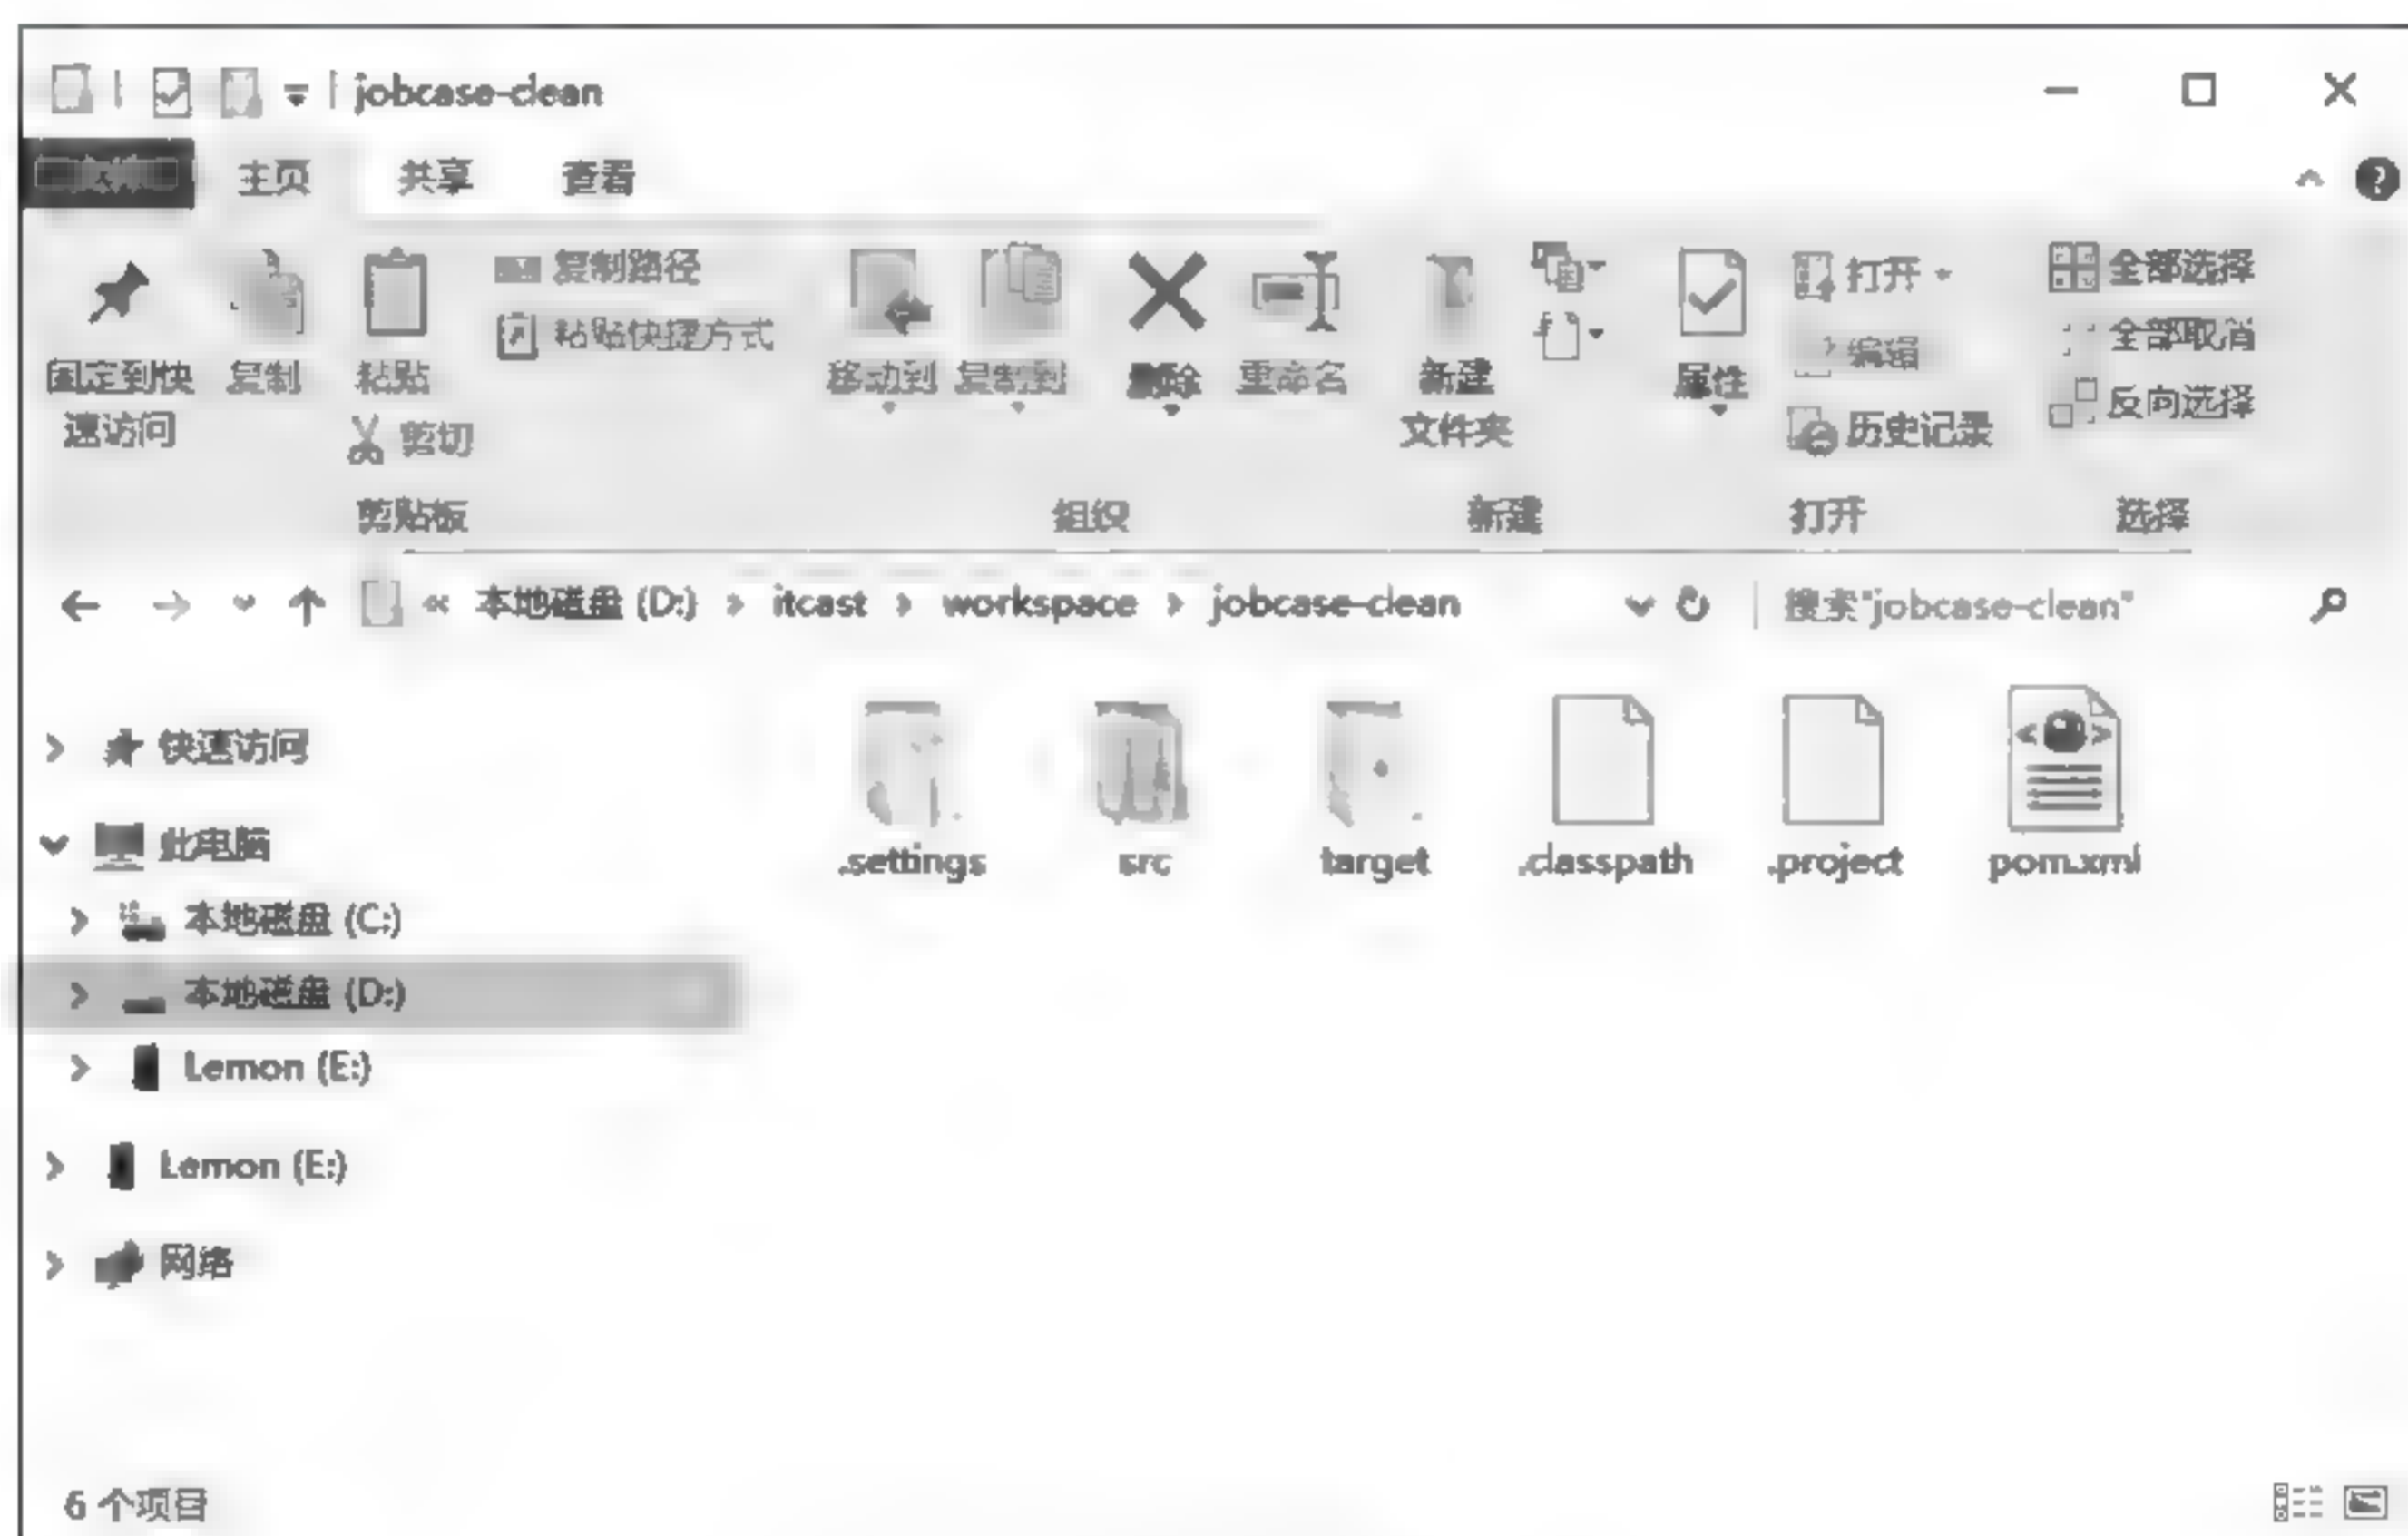 jobcase-clean
主页 共享 查看
复制路径 打开 全部选择
粘贴快捷方式 编辑 全部取消
固定到快 复制 粘贴 移动到 复制到 删除 重命名 新建 属性 反向选择
速访问 剪切 文件夹 历史记录
剪贴板 组织 新建 打开 选择
« 本地磁盘 (D:) > itcast > workspace > jobcase-clean 搜索"jobcase-clean"
快速访问
此电脑
本地磁盘 (C:)
本地磁盘 (D:)
Lemon (E:)
Lemon (E:)
网络
.settings src target .classpath .project pom.xml
6 个项目